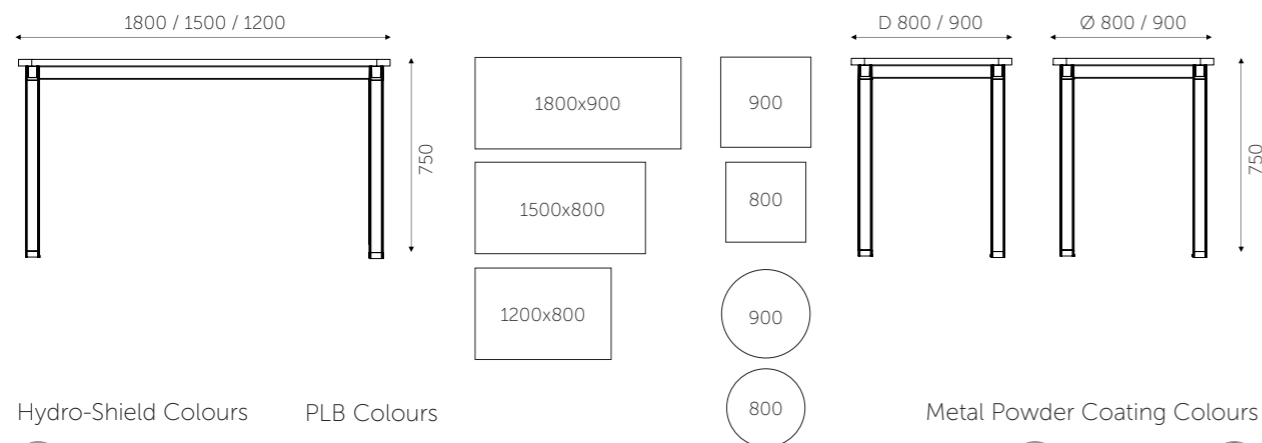 1800 / 1500 / 1200
750
1800x900
1500x800
1200x800
900
800
900
800
D 800 / 900
Ø 800 / 900
750
Hydro-Shield Colours
PLB Colours
Metal Powder Coating Colours